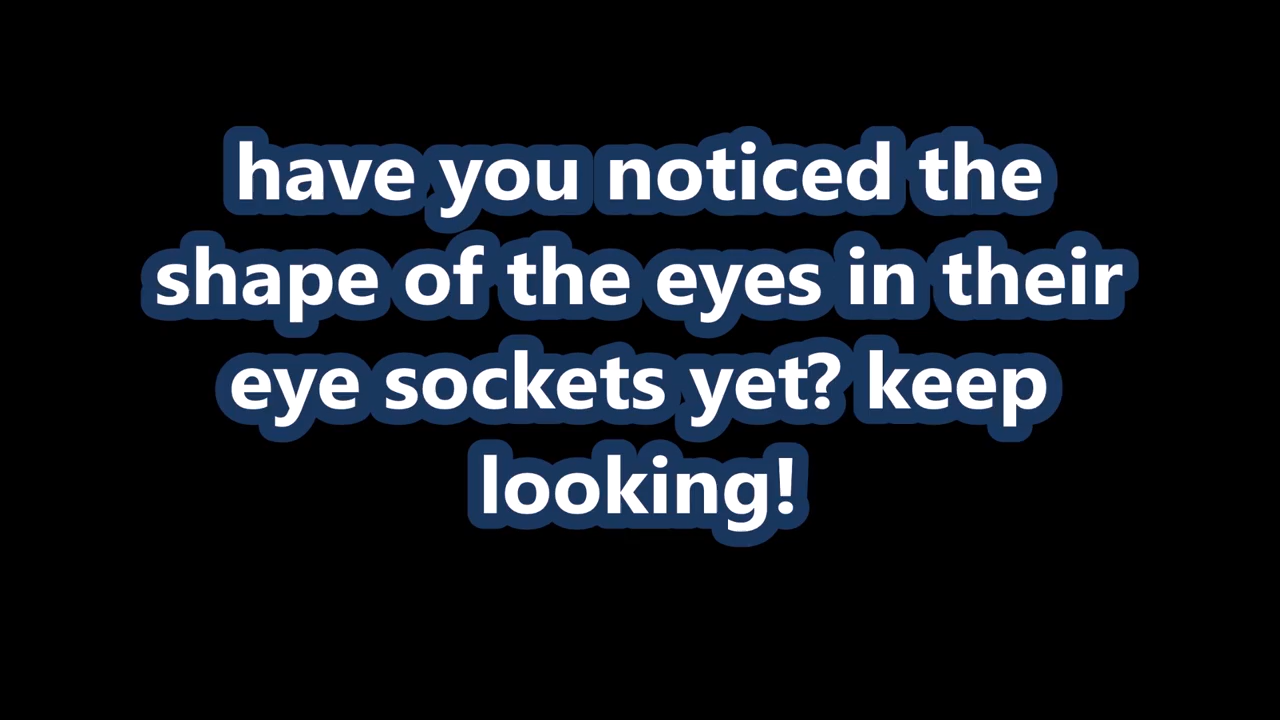 have you noticed the
shape of the eyes in their
eye sockets yet? keep
looking!